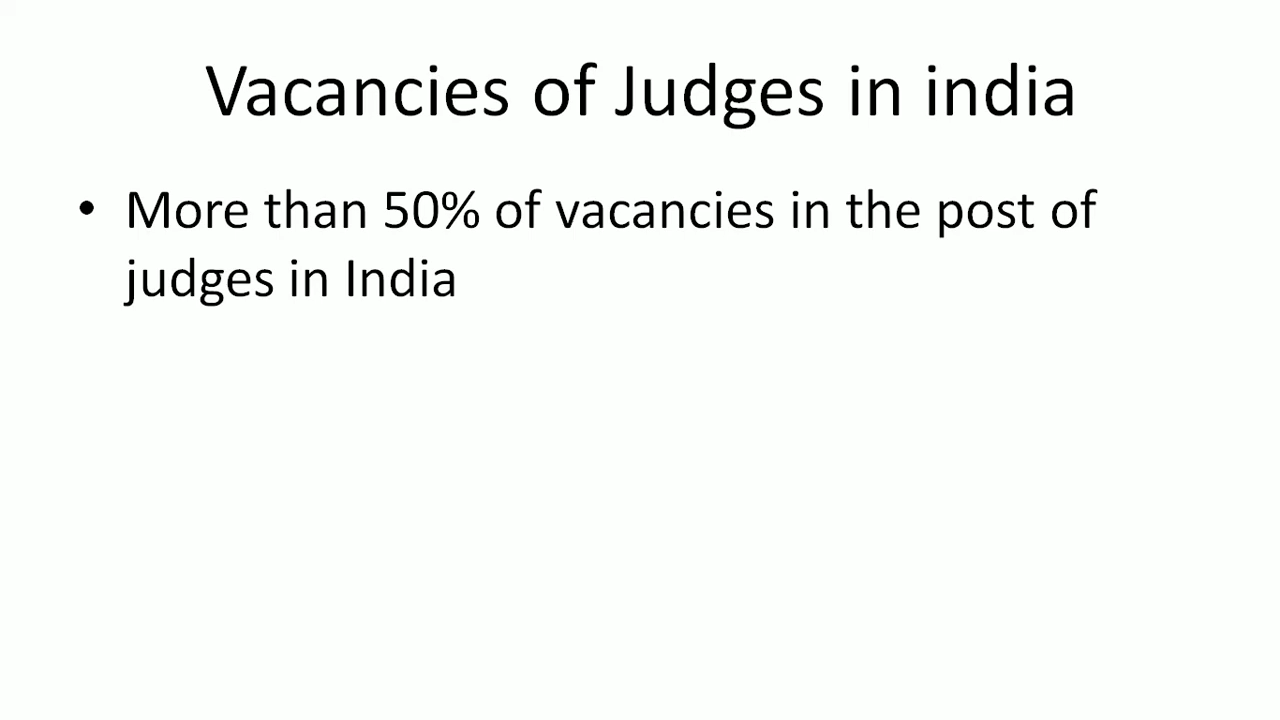 Vacancies of Judges in india
• More than 50% of vacancies in the post of
judges in India